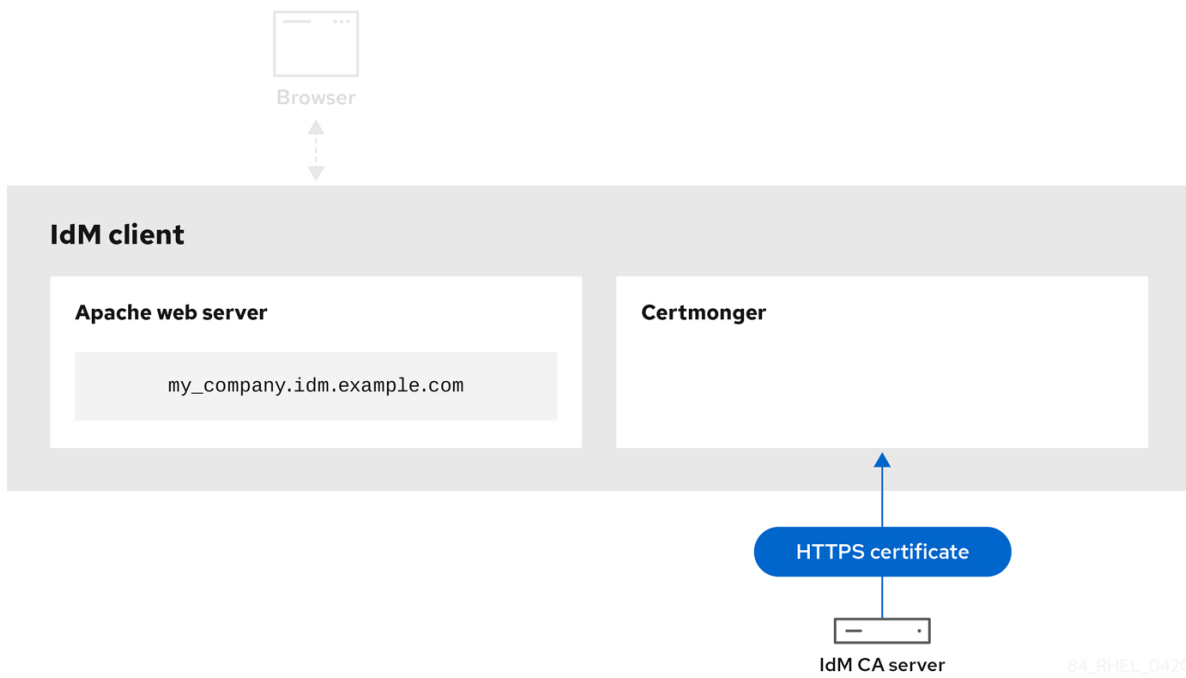 Browser
IdM client
Apache web server
Certmonger
my_company.idm.example.com
HTTPS certificate
IdM CA server
84_RHEL_0420